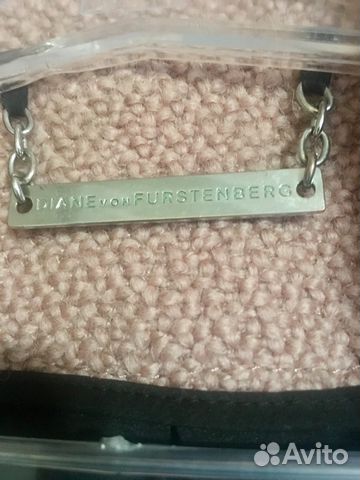 DIANE VON FURSTENBERG
Avito